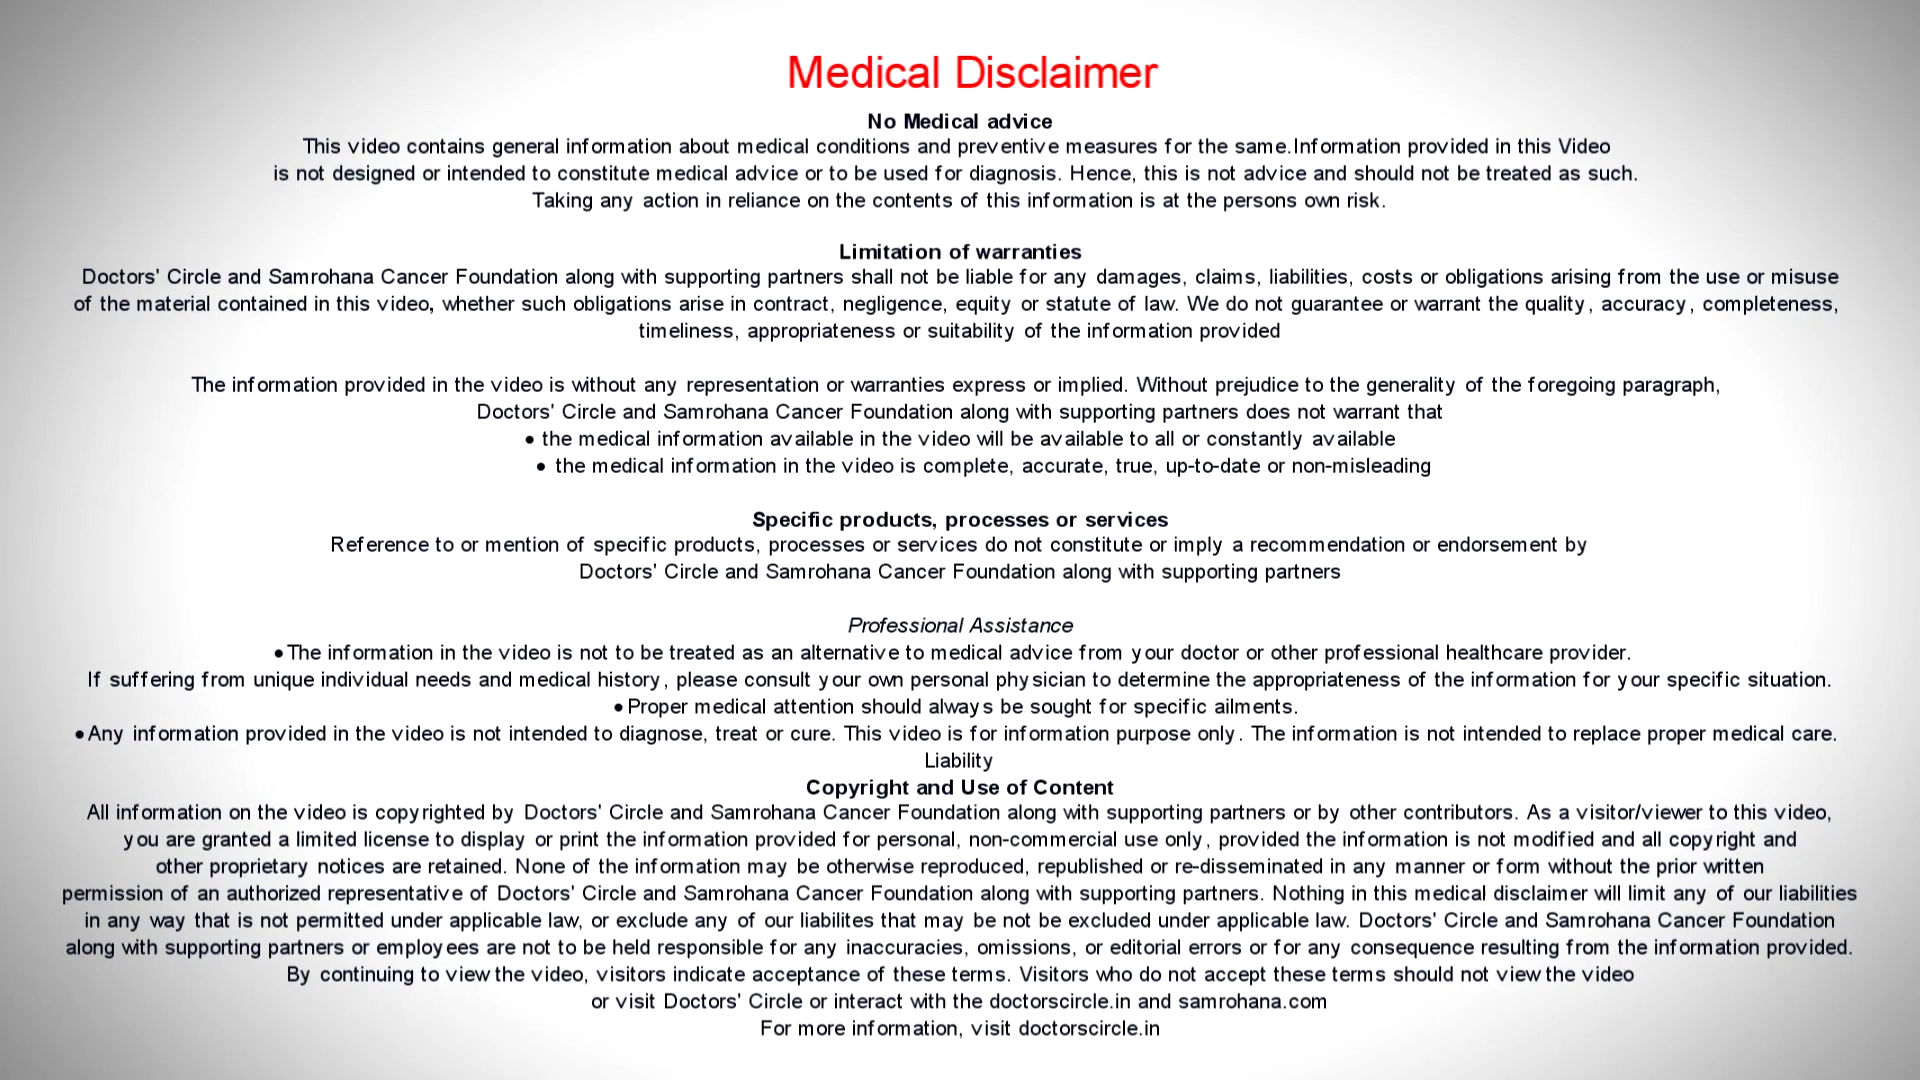 Medical Disclaimer
No Medical advice
This video contains general information about medical conditions and preventive measures for the same.Information provided in this Video
is not designed or intended to constitute medical advice or to be used for diagnosis. Hence, this is not advice and should not be treated as such.
Taking any action in reliance on the contents of this information is at the persons own risk.
Limitation of warranties
Doctors' Circle and Samrohana Cancer Foundation along with supporting partners shall not be liable for any damages, claims, liabilities, costs or obligations arising from the use or misuse
of the material contained in this video, whether such obligations arise in contract, negligence, equity or statute of law. We do not guarantee or warrant the quality, accuracy, completeness,
timeliness, appropriateness or suitability of the information provided
The information provided in the video is without any representation or warranties express or implied. Without prejudice to the generality of the foregoing paragraph,
Doctors' Circle and Samrohana Cancer Foundation along with supporting partners does not warrant that
• the medical information available in the video will be available to all or constantly available
• the medical information in the video is complete, accurate, true, up-to-date or non-misleading
Specific products, processes or services
Reference to or mention of specific products, processes or services do not constitute or imply a recommendation or endorsement by
Doctors' Circle and Samrohana Cancer Foundation along with supporting partners
Professional Assistance
•The information in the video is not to be treated as an alternative to medical advice from your doctor or other professional healthcare provider.
If suffering from unique individual needs and medical history, please consult your own personal physician to determine the appropriateness of the information for your specific situation.
•Proper medical attention should always be sought for specific ailments.
•Any information provided in the video is not intended to diagnose, treat or cure. This video is for information purpose only. The information is not intended to replace proper medical care.
Liability
Copyright and Use of Content
All information on the video is copyrighted by Doctors' Circle and Samrohana Cancer Foundation along with supporting partners or by other contributors. As a visitor/viewer to this video,
you are granted a limited license to display or print the information provided for personal, non-commercial use only, provided the information is not modified and all copyright and
other proprietary notices are retained. None of the information may be otherwise reproduced, republished or re-disseminated in any manner or form without the prior written
permission of an authorized representative of Doctors' Circle and Samrohana Cancer Foundation along with supporting partners. Nothing in this medical disclaimer will limit any of our liabilities
in any way that is not permitted under applicable law, or exclude any of our liabilites that may be not be excluded under applicable law. Doctors' Circle and Samrohana Cancer Foundation
along with supporting partners or employees are not to be held responsible for any inaccuracies, omissions, or editorial errors or for any consequence resulting from the information provided.
By continuing to view the video, visitors indicate acceptance of these terms. Visitors who do not accept these terms should not view the video
or visit Doctors' Circle or interact with the doctorscircle.in and samrohana.com
For more information, visit doctorscircle.in